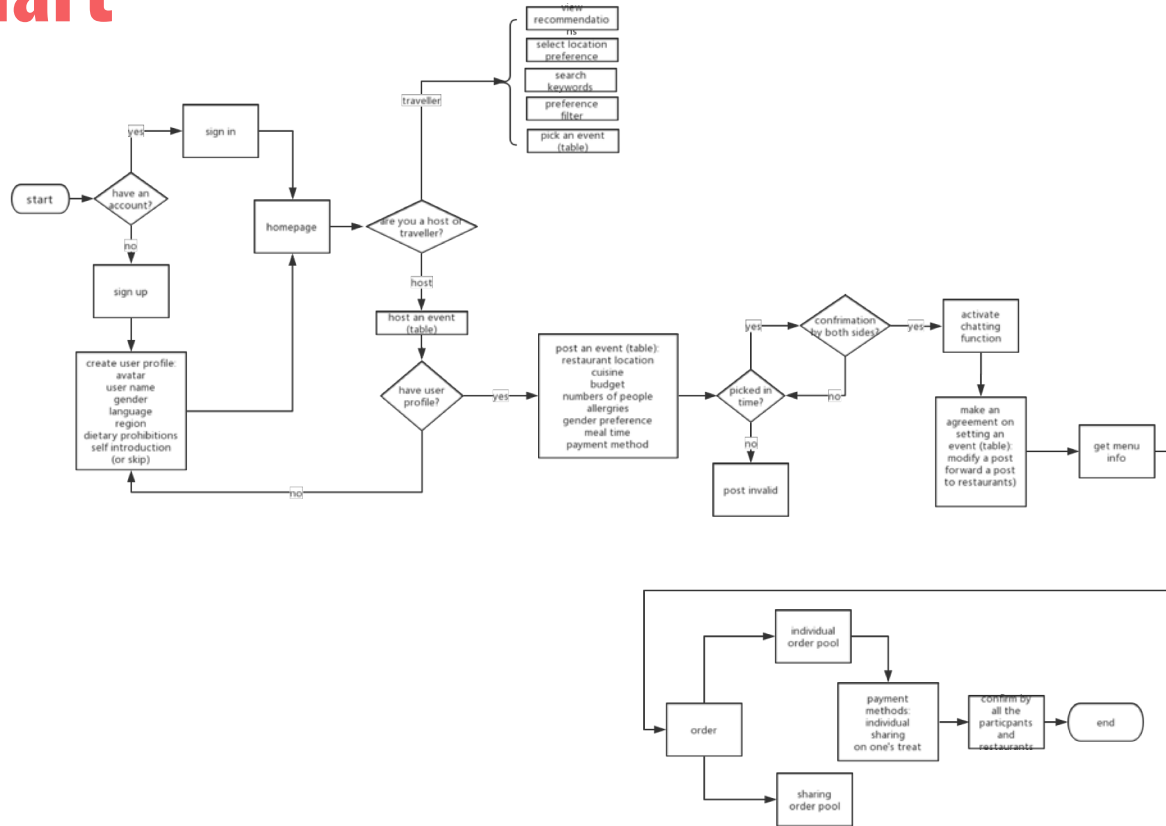 view
recommendatio
ns
select location
preference
search
keywords
preference
filter
pick an event
(table)
traveller
yes
sign in
start
have an
account?
homepage
are you a host or
traveller?
no
sign up
host
host an event
(table)
create user profile:
avatar
user name
gender
language
region
dietary prohibitions
self introduction
(or skip)
have user
profile?
yes
no
post an event (table):
restaurant location
cuisine
budget
numbers of people
allergries
gender preference
meal time
payment method
picked in
time?
yes
no
post invalid
confrimation
by both sides?
yes
no
activate
chatting
function
make an
agreement on
setting an
event (table):
modify a post
forward a post
to restaurants)
get menu
info
order
individual
order pool
sharing
order pool
payment
methods:
individual
sharing
on one's treat
confirm by
all the
particpants
and
restaurants
end